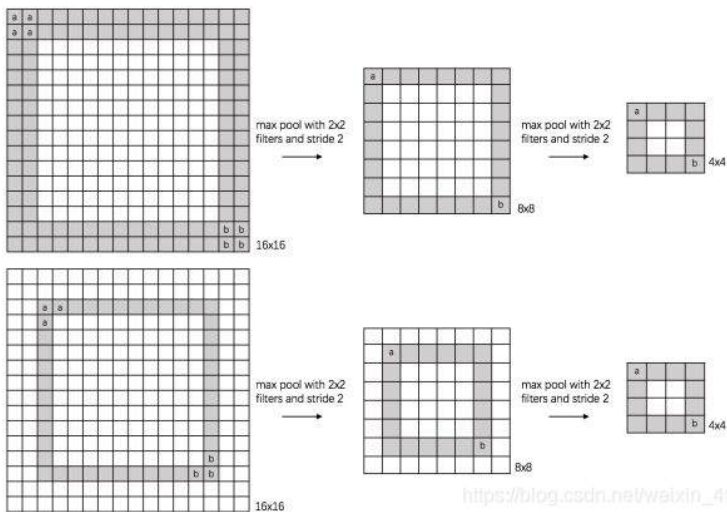 a a
a a
b b
b b
16x16
max pool with 2x2
filters and stride 2
a
b
8x8
max pool with 2x2
filters and stride 2
a
b
4x4
a a
a
b
b b
16x16
max pool with 2x2
filters and stride 2
a
b
8x8
max pool with 2x2
filters and stride 2
a
b
4x4
https://blog.csdn.net/weixin_4